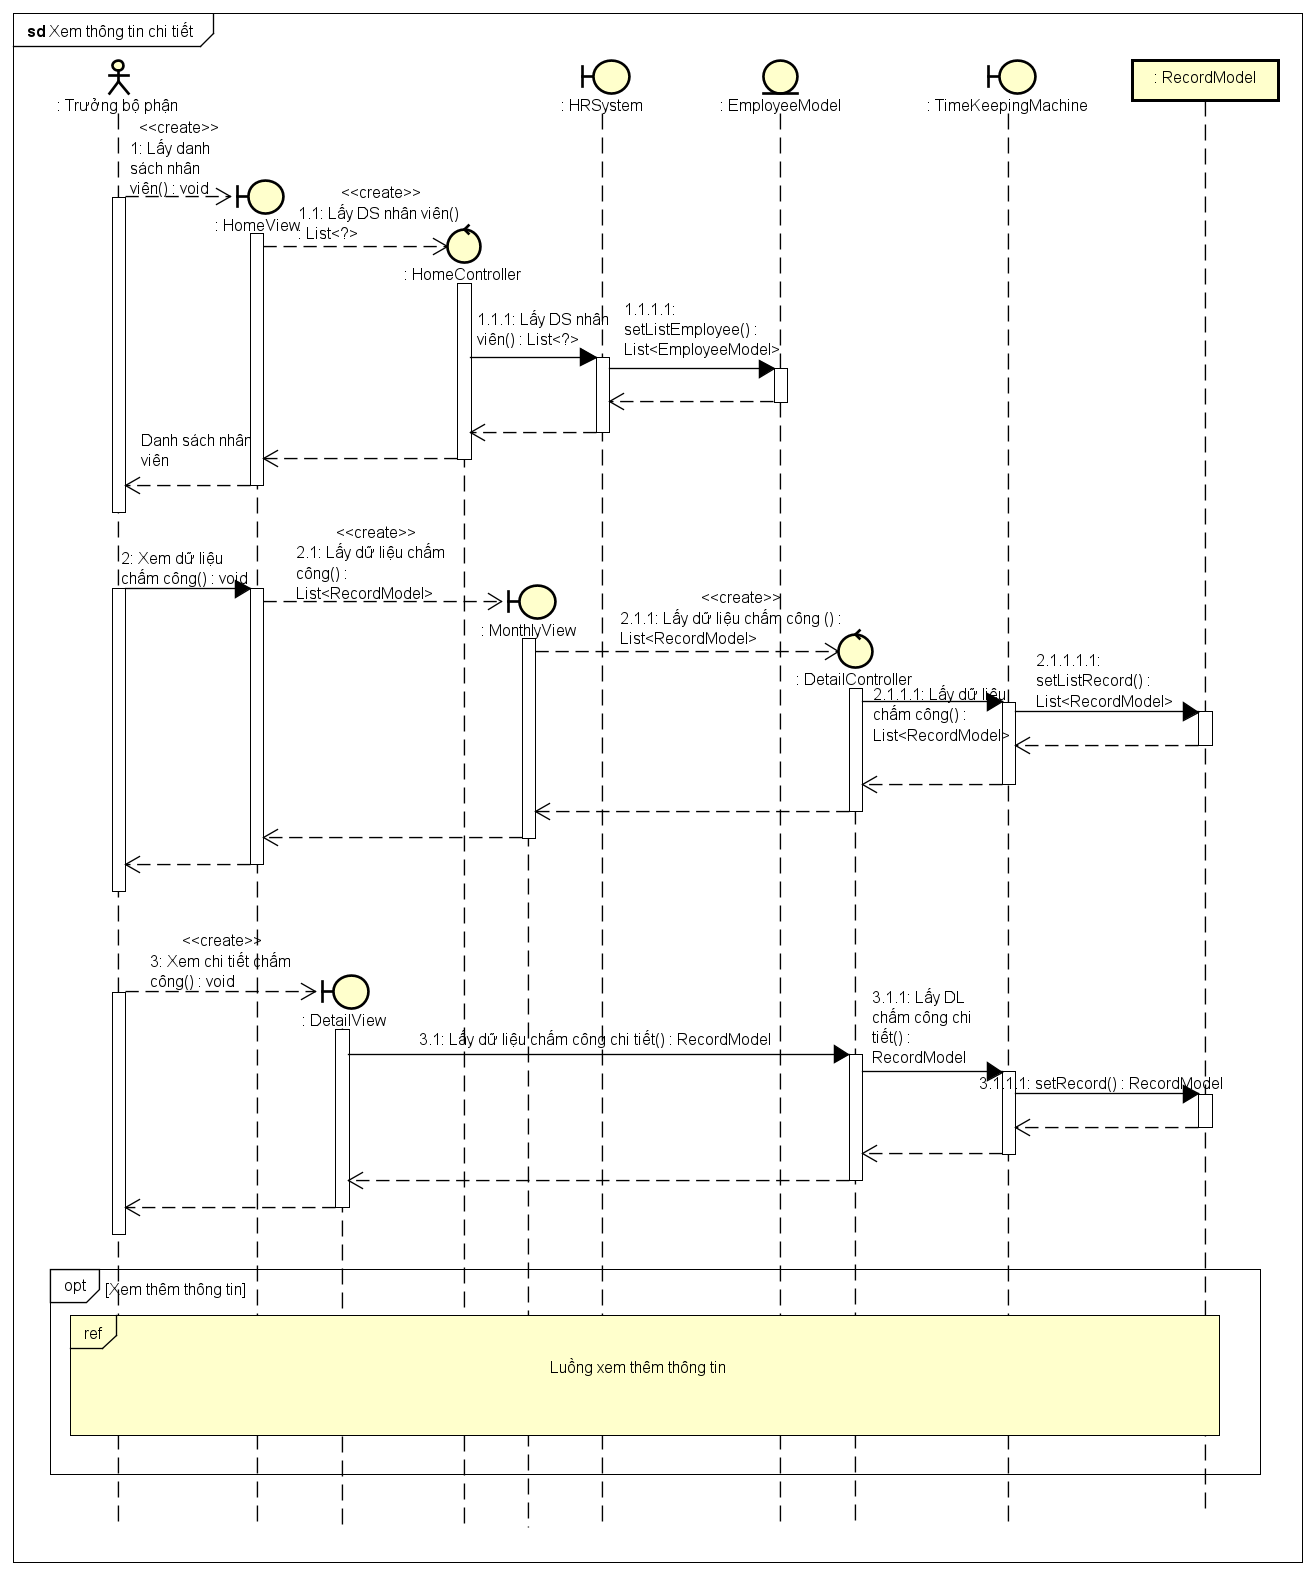 sd Xem thông tin chi tiết
: Trưởng bộ phận
: HRSystem
: EmployeeModel
: TimeKeepingMachine
: RecordModel
<<create>>
1: Lấy danh
sách nhân
viên() : void
: HomeView
<<create>>
1.1: Lấy DS nhân viên()
: List<?>
: HomeController
1.1.1: Lấy DS nhân
viên() : List<?>
1.1.1.1:
setListEmployee() :
List<EmployeeModel>
Danh sách nhân
viên
2: Xem dữ liệu
chấm công() : void
<<create>>
2.1: Lấy dữ liệu chấm
công() :
List<RecordModel>
: MonthlyView
<<create>>
2.1.1: Lấy dữ liệu chấm công () :
List<RecordModel>
: DetailController
2.1.1.1: Lấy dữ liệu
chấm công() :
List<RecordModel>
2.1.1.1.1:
setListRecord() :
List<RecordModel>
<<create>>
3: Xem chi tiết chấm
công() : void
: DetailView
3.1: Lấy dữ liệu chấm công chi tiết() : RecordModel
3.1.1: Lấy DL
chấm công chi
tiết() :
RecordModel
3.1.1.1: setRecord() : RecordModel
opt [Xem thêm thông tin]
ref
Luồng xem thêm thông tin